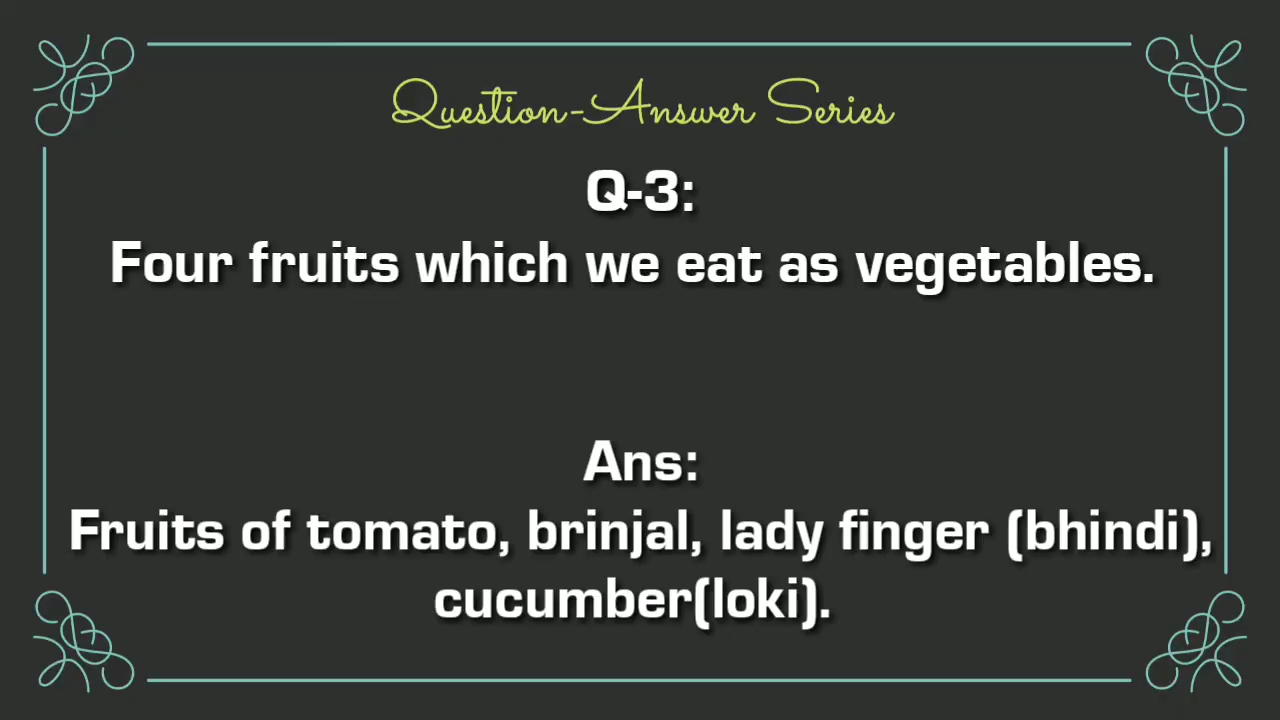 Question-Answer Series
Q-3:
Four fruits which we eat as vegetables.
Ans:
Fruits of tomato, brinjal, lady finger (bhindi),
cucumber(loki).